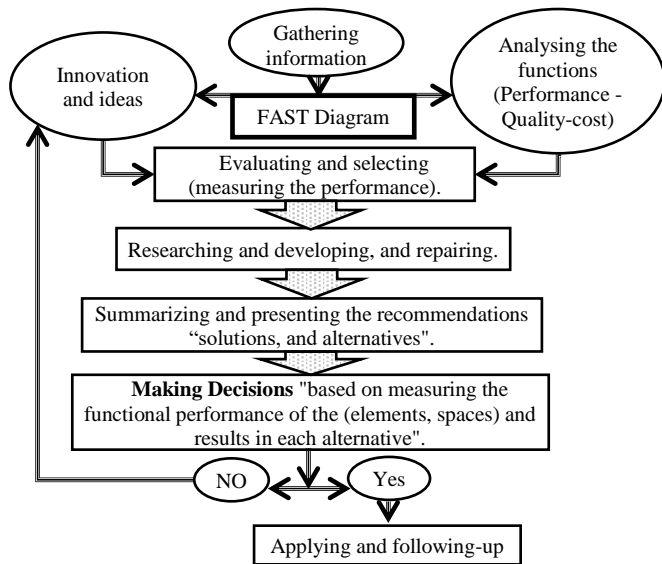 Gathering
information
Innovation
and ideas
Analysing the
functions
(Performance -
Quality-cost)
FAST Diagram
Evaluating and selecting
(measuring the performance).
Researching and developing, and repairing.
Summarizing and presenting the recommendations
“solutions, and alternatives".
Making Decisions "based on measuring the
functional performance of the (elements, spaces) and
results in each alternative".
NO
Yes
Applying and following-up